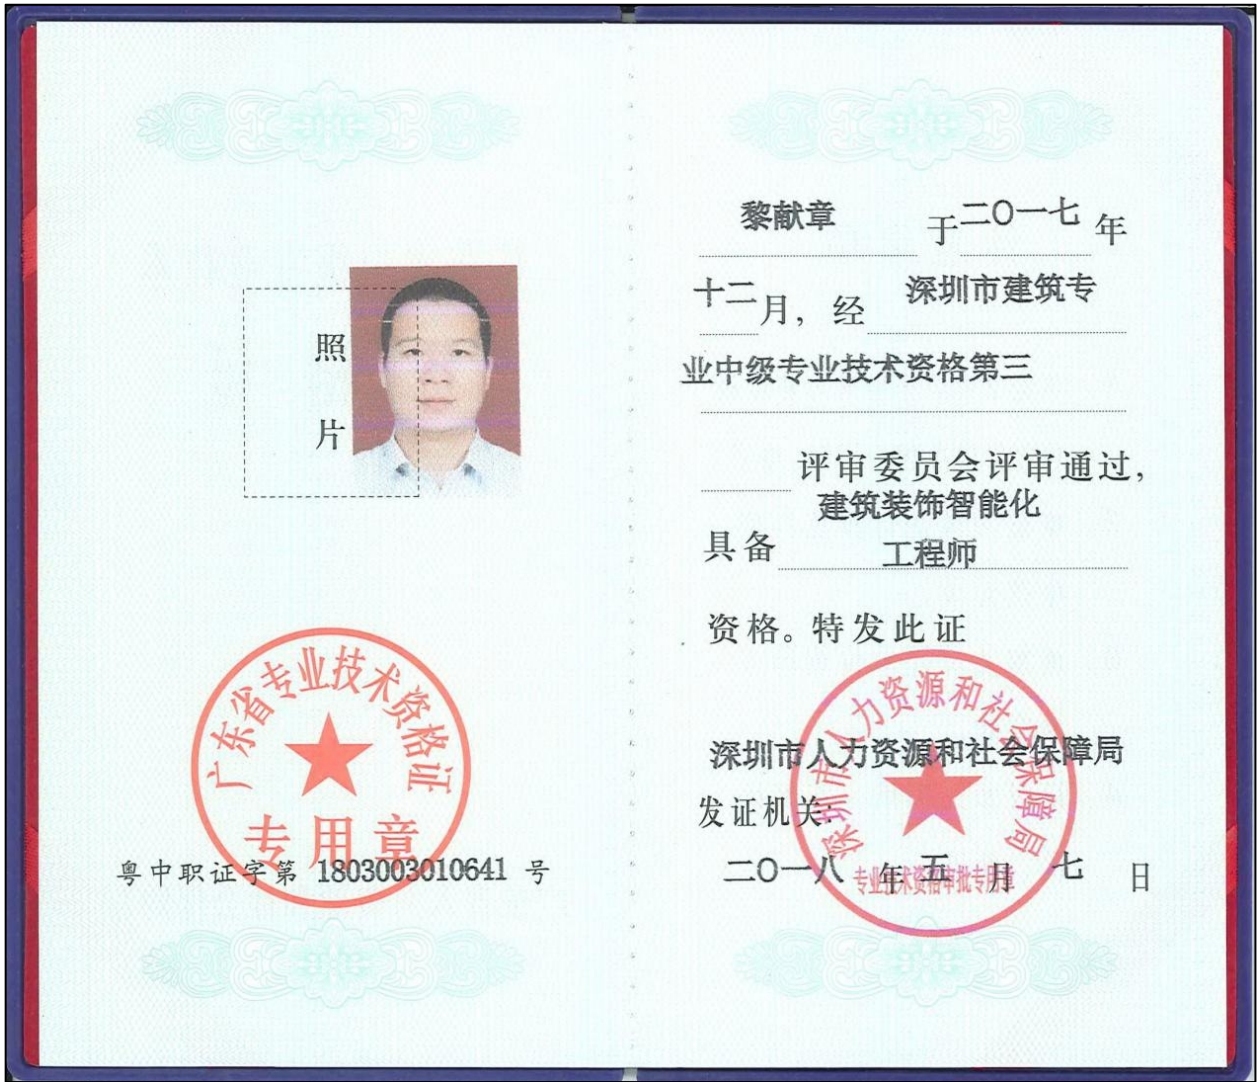 照
片
广东省专业技术资格证
专用章
粤中职证字第 1803003010641 号
黎献章 于二〇一七年
十二月，经 深圳市建筑专
业中级专业技术资格第三
评审委员会评审通过，
建筑装饰智能化
具备 工程师
资格。特发此证
深圳市人力资源和社会保障局
深圳市人力资源和社会保障局
发证机关：
二〇一八 年 五 月 七 日
专业技术资格审批专用章